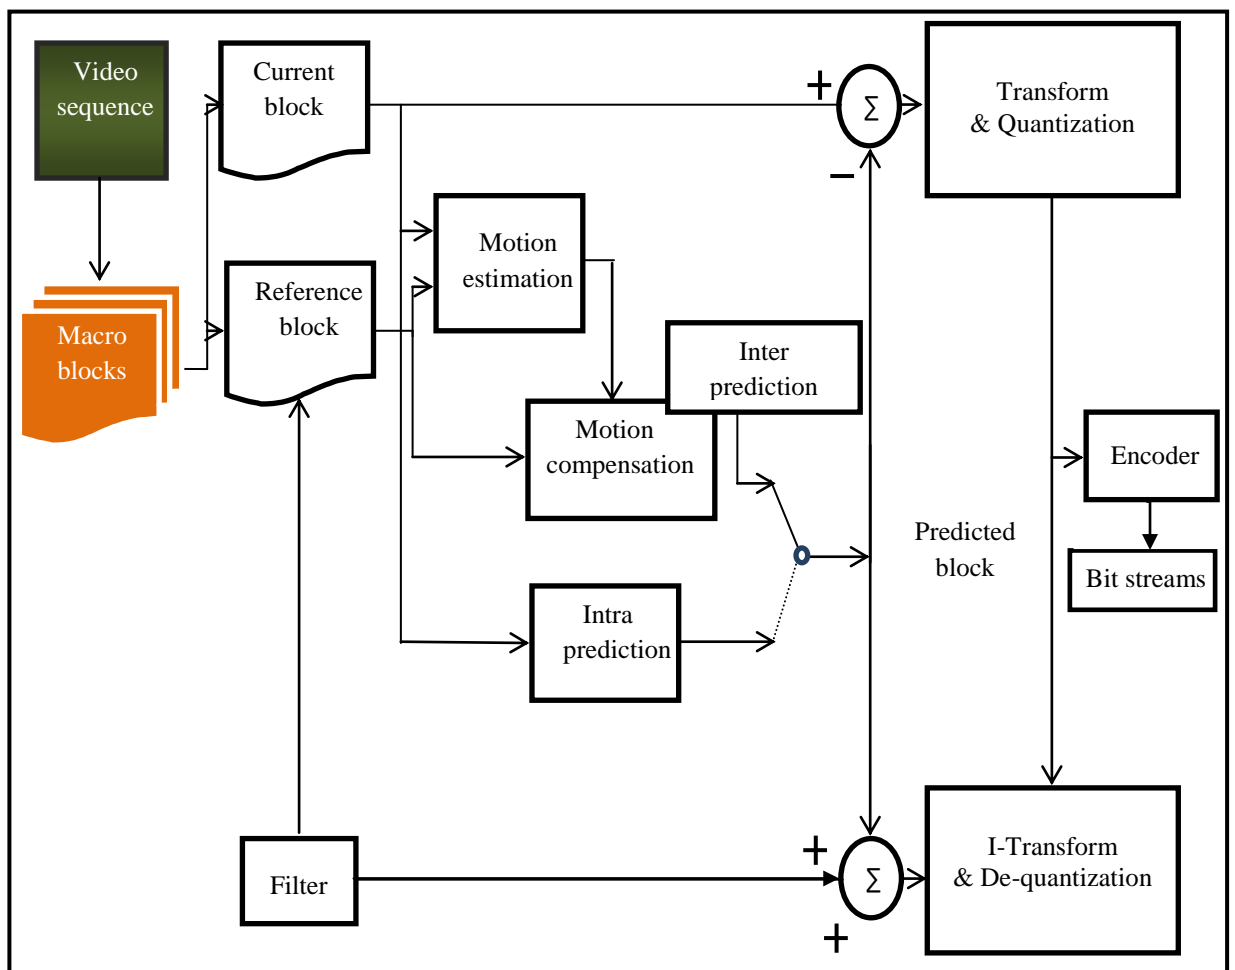 Video
sequence
Current
block
+
Σ
−
Transform
& Quantization
Motion
estimation
Reference
block
Macro
blocks
Inter
prediction
Motion
compensation
Encoder
Predicted
block
Bit streams
Intra
prediction
Filter
+
Σ
+
I-Transform
& De-quantization